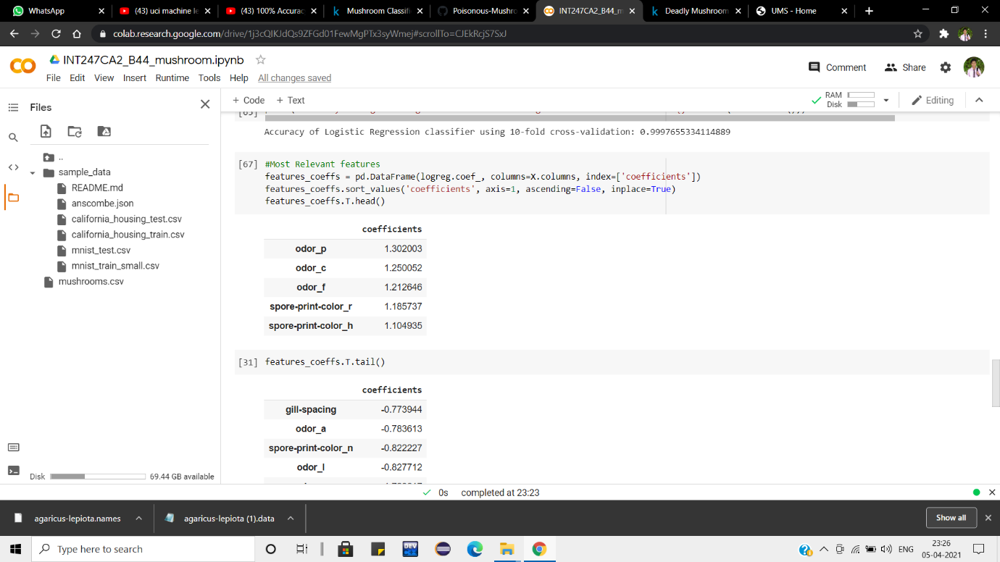 WhatsApp
(43) uci machine le
(43) 100% Accurac
Mushroom Classifi
Poisonous-Mushro
INT247CA2_B44_m
Deadly Mushroom
UMS - Home
colab.research.google.com/drive/1j3cQIKJdQs9ZFGd01FewMgPTx3syWmej#scrollTo=CJEkRcjS7SxJ
INT247CA2_B44_mushroom.ipynb
File Edit View Insert Runtime Tools Help All changes saved
Comment
Share
+ Code + Text
RAM
Disk
Editing
Files
..
sample_data
README.md
anscombe.json
california_housing_test.csv
california_housing_train.csv
mnist_test.csv
mnist_train_small.csv
mushrooms.csv
Disk 69.44 GB available
[65]
Accuracy of Logistic Regression classifier using 10-fold cross-validation: 0.9997655334114889
[67] #Most Relevant features
features_coeffs = pd.DataFrame(logreg.coef_, columns=X.columns, index=['coefficients'])
features_coeffs.sort_values('coefficients', axis=1, ascending=False, inplace=True)
features_coeffs.T.head()
coefficients
odor_p 1.302003
odor_c 1.250052
odor_f 1.212646
spore-print-color_r 1.185737
spore-print-color_h 1.104935
[31] features_coeffs.T.tail()
coefficients
gill-spacing -0.773944
odor_a -0.783613
spore-print-color_n -0.822227
odor_l -0.827712
0s completed at 23:23
agaricus-lepiota.names
agaricus-lepiota (1).data
Show all
Type here to search
DEV
ENG
23:26
05-04-2021